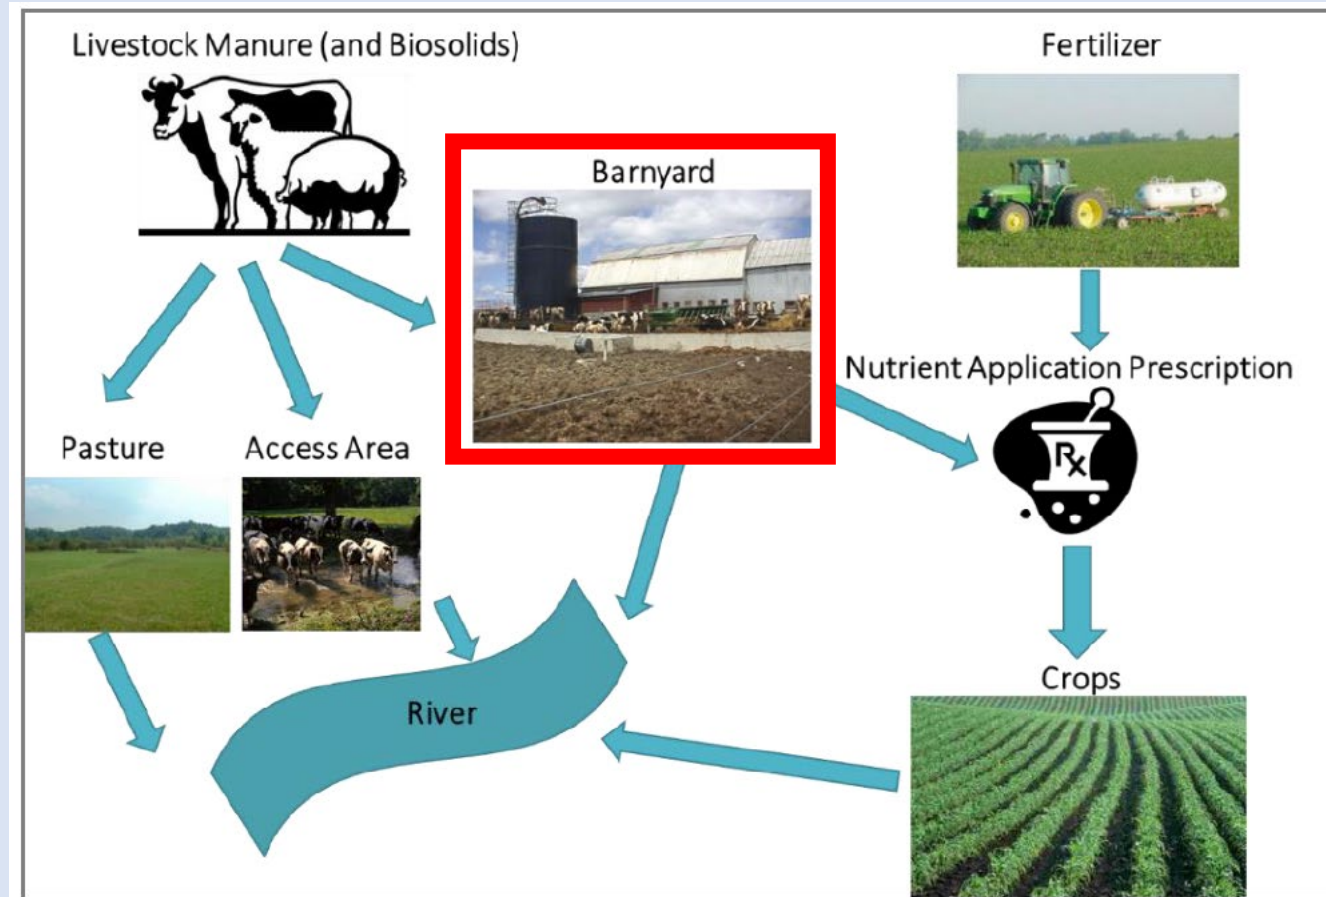 Livestock Manure (and Biosolids)
Fertilizer
Barnyard
Nutrient Application Prescription
Rx
Pasture
Access Area
Crops
River